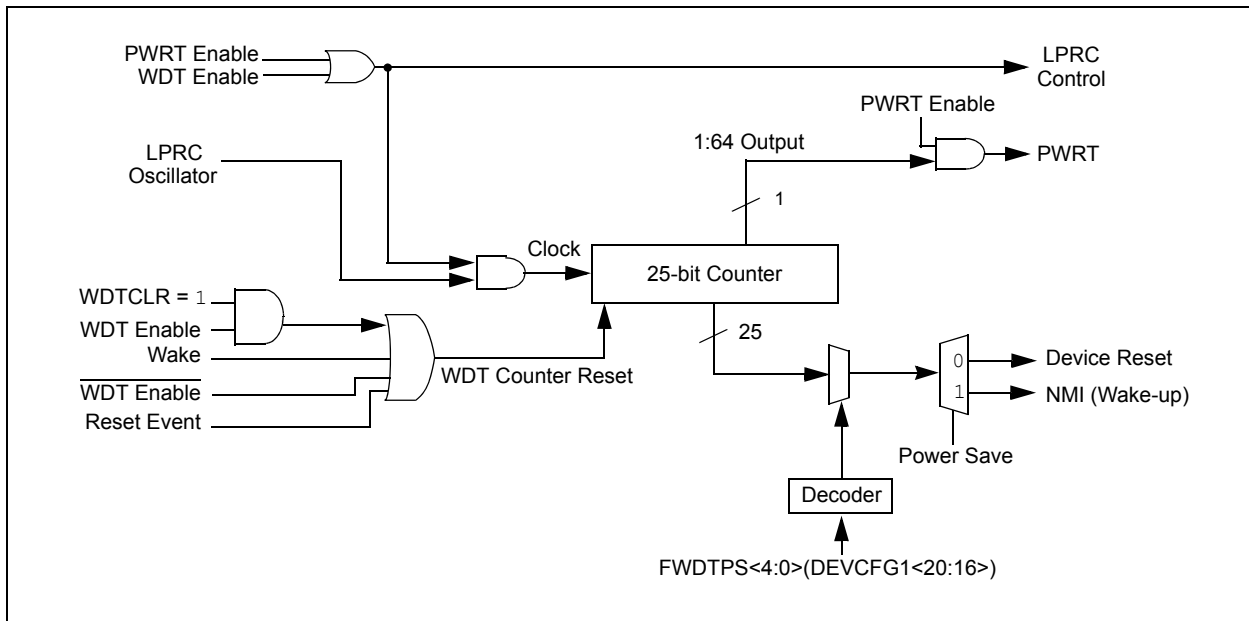 PWRT Enable
WDT Enable
LPRC
Control
PWRT Enable
1:64 Output
PWRT
LPRC
Oscillator
1
Clock
25-bit Counter
WDTCLR = 1
WDT Enable
Wake
WDT Enable
Reset Event
WDT Counter Reset
25
0
Device Reset
1
NMI (Wake-up)
Power Save
Decoder
FWDTPS<4:0>(DEVCFG1<20:16>)